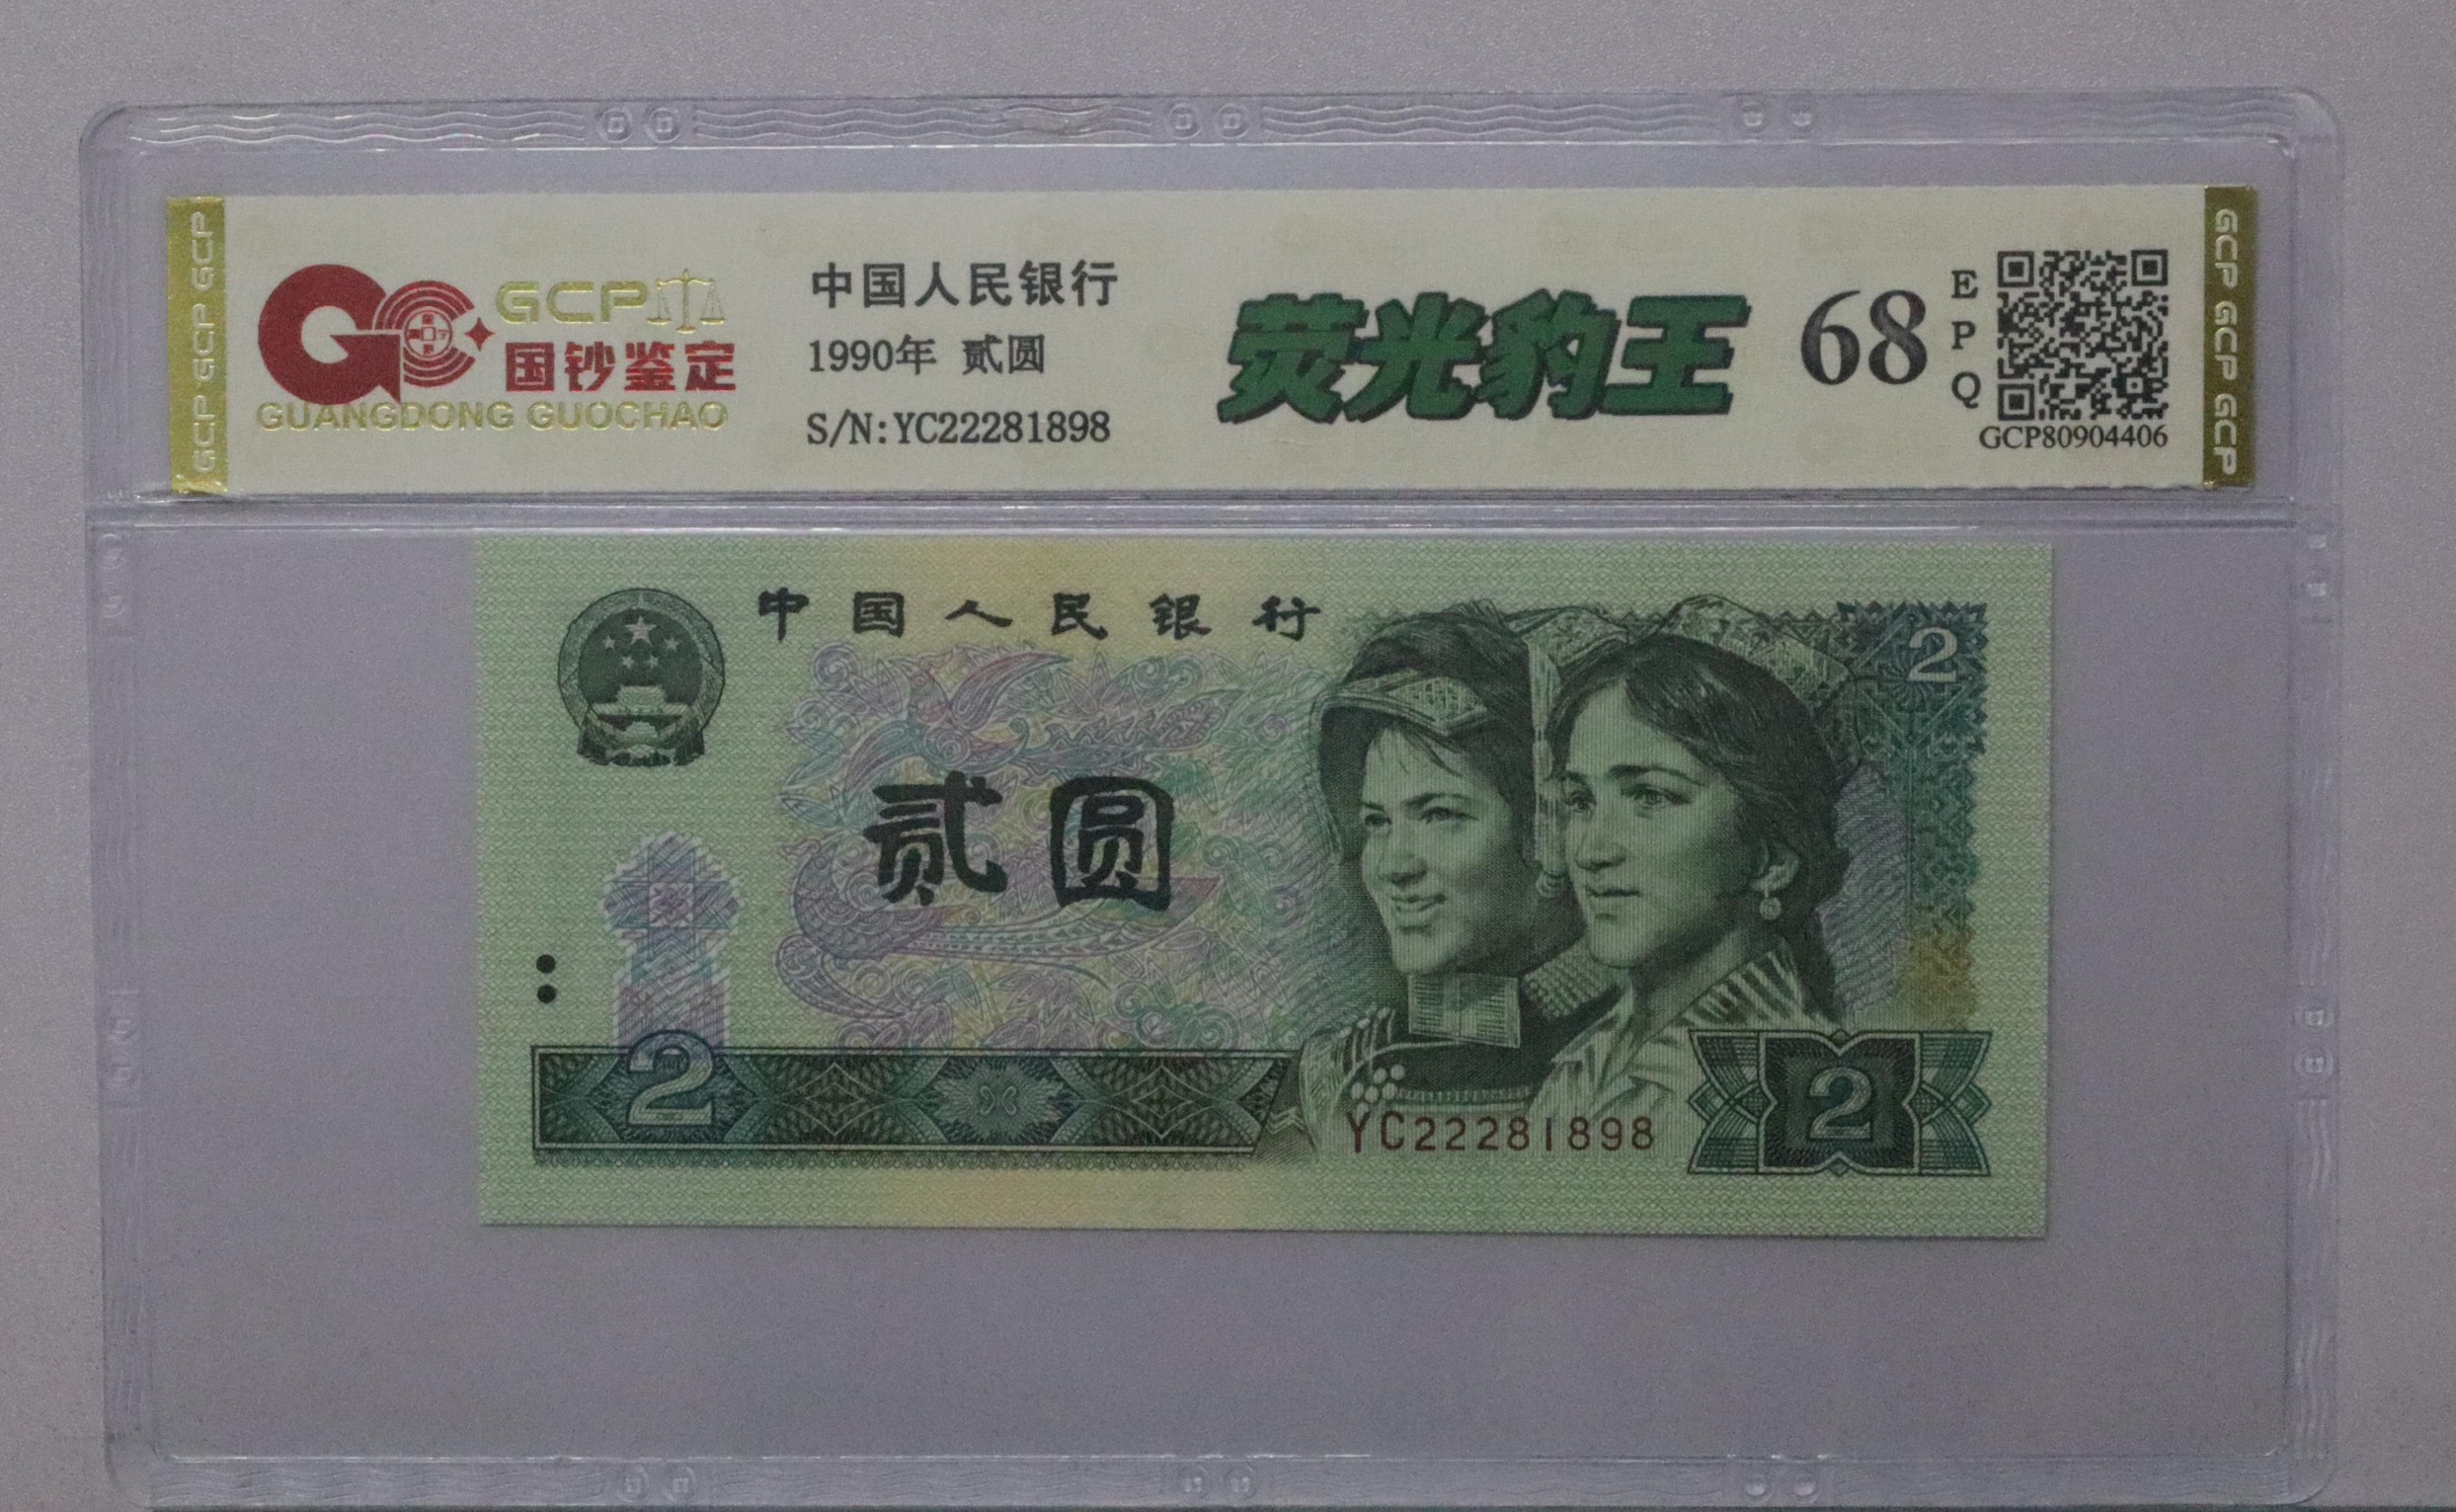 GCP GCP GCP
GCP
国钞鉴定
GUANGDONG GUOCHAO
中国人民银行
1990年 贰圆
S/N:YC22281898
荧光豹王
68
E
P
Q
GCP80904406
GCP GCP GCP
中国人民银行
2
贰圆
2
YC22281898
2